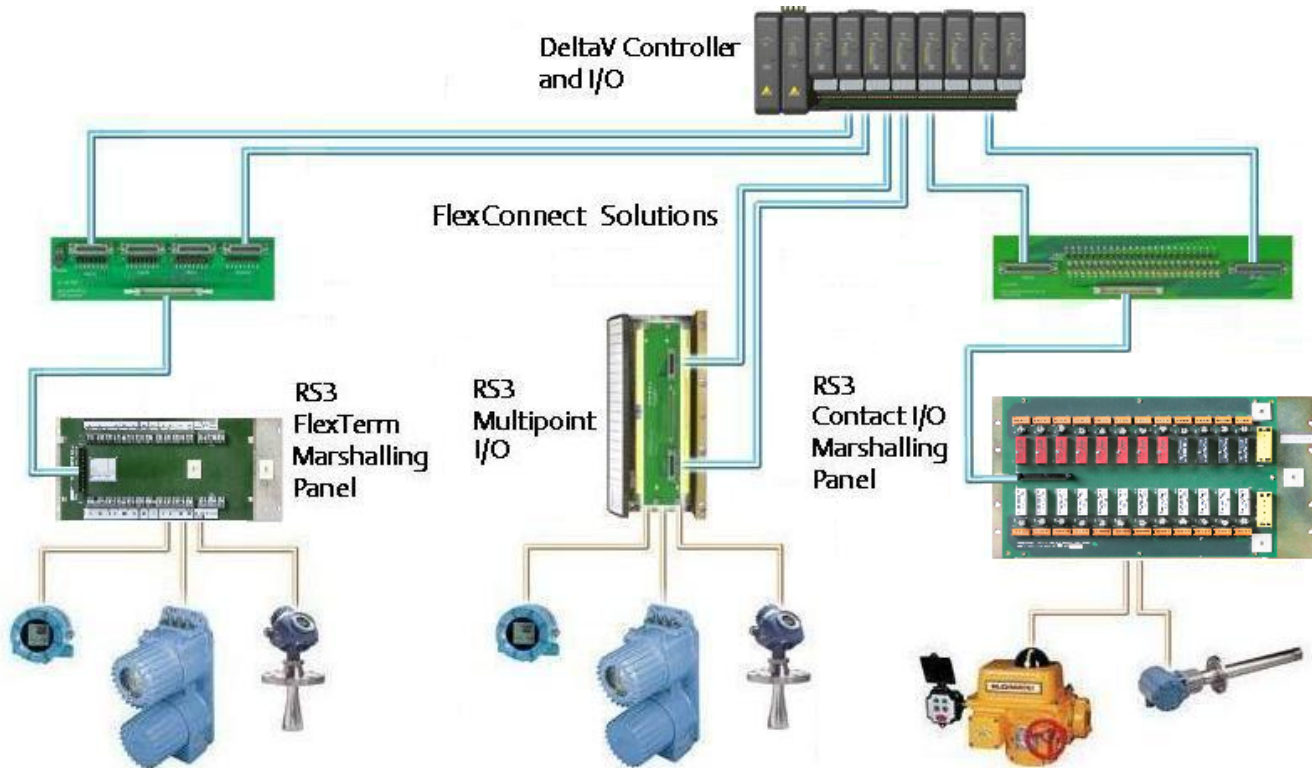 DeltaV Controller
and I/O
FlexConnect Solutions
RS3
FlexTerm
Marshalling
Panel
RS3
Multipoint
I/O
RS3
Contact I/O
Marshalling
Panel